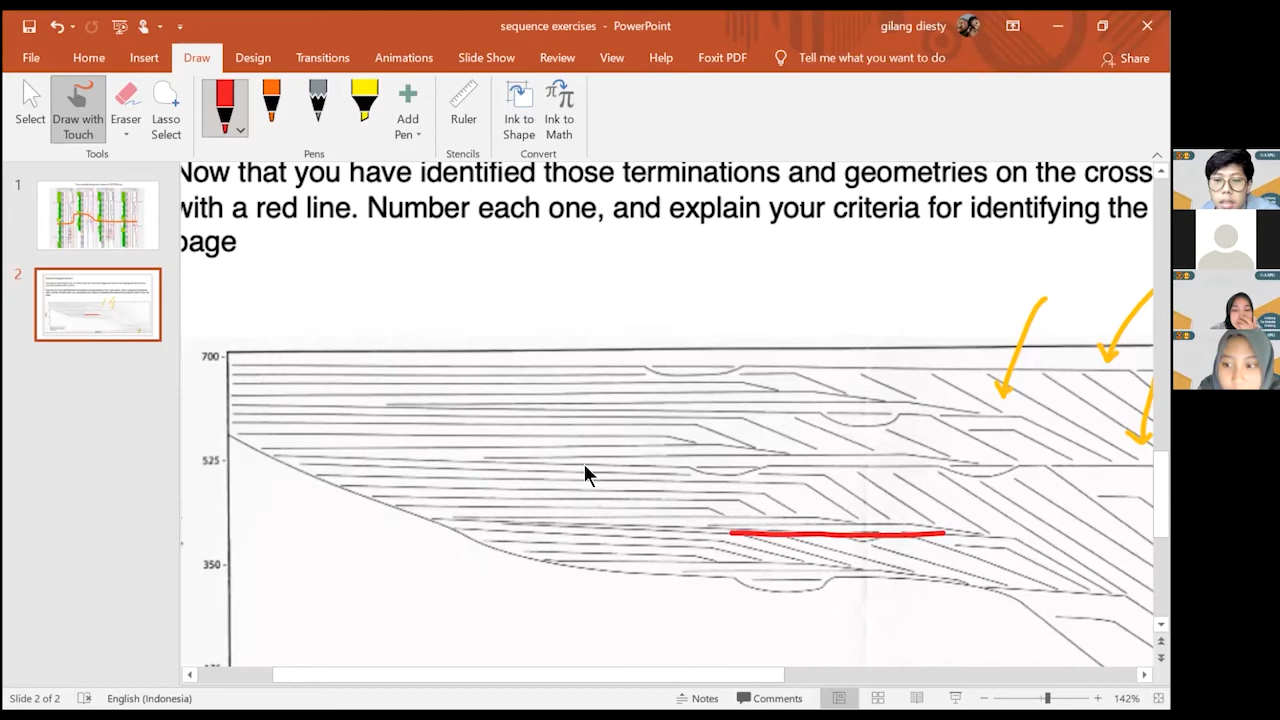 sequence exercises - PowerPoint
gilang diesty
File Home Insert Draw Design Transitions Animations Slide Show Review View Help Foxit PDF Tell me what you want to do Share
Select Draw with Touch Eraser Lasso Select Add Pen Ruler Ink to Shape Ink to Math
Tools Pens Stencils Convert
1
2
Now that you have identified those terminations and geometries on the cross
with a red line. Number each one, and explain your criteria for identifying the
page
700
525
350
Slide 2 of 2 English (Indonesia) Notes Comments 142%